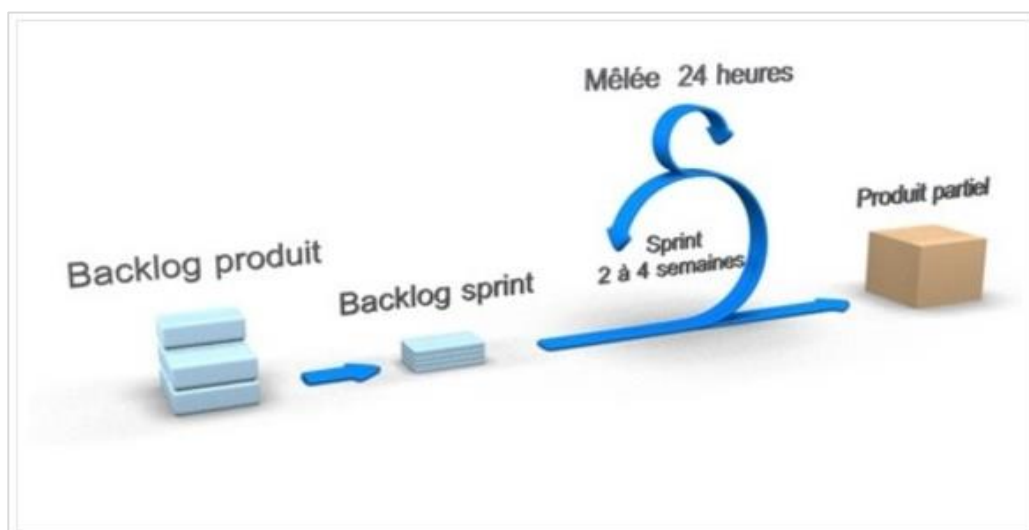 Mêlée 24 heures
Produit partiel
Sprint
2 à 4 semaines
Backlog produit
Backlog sprint